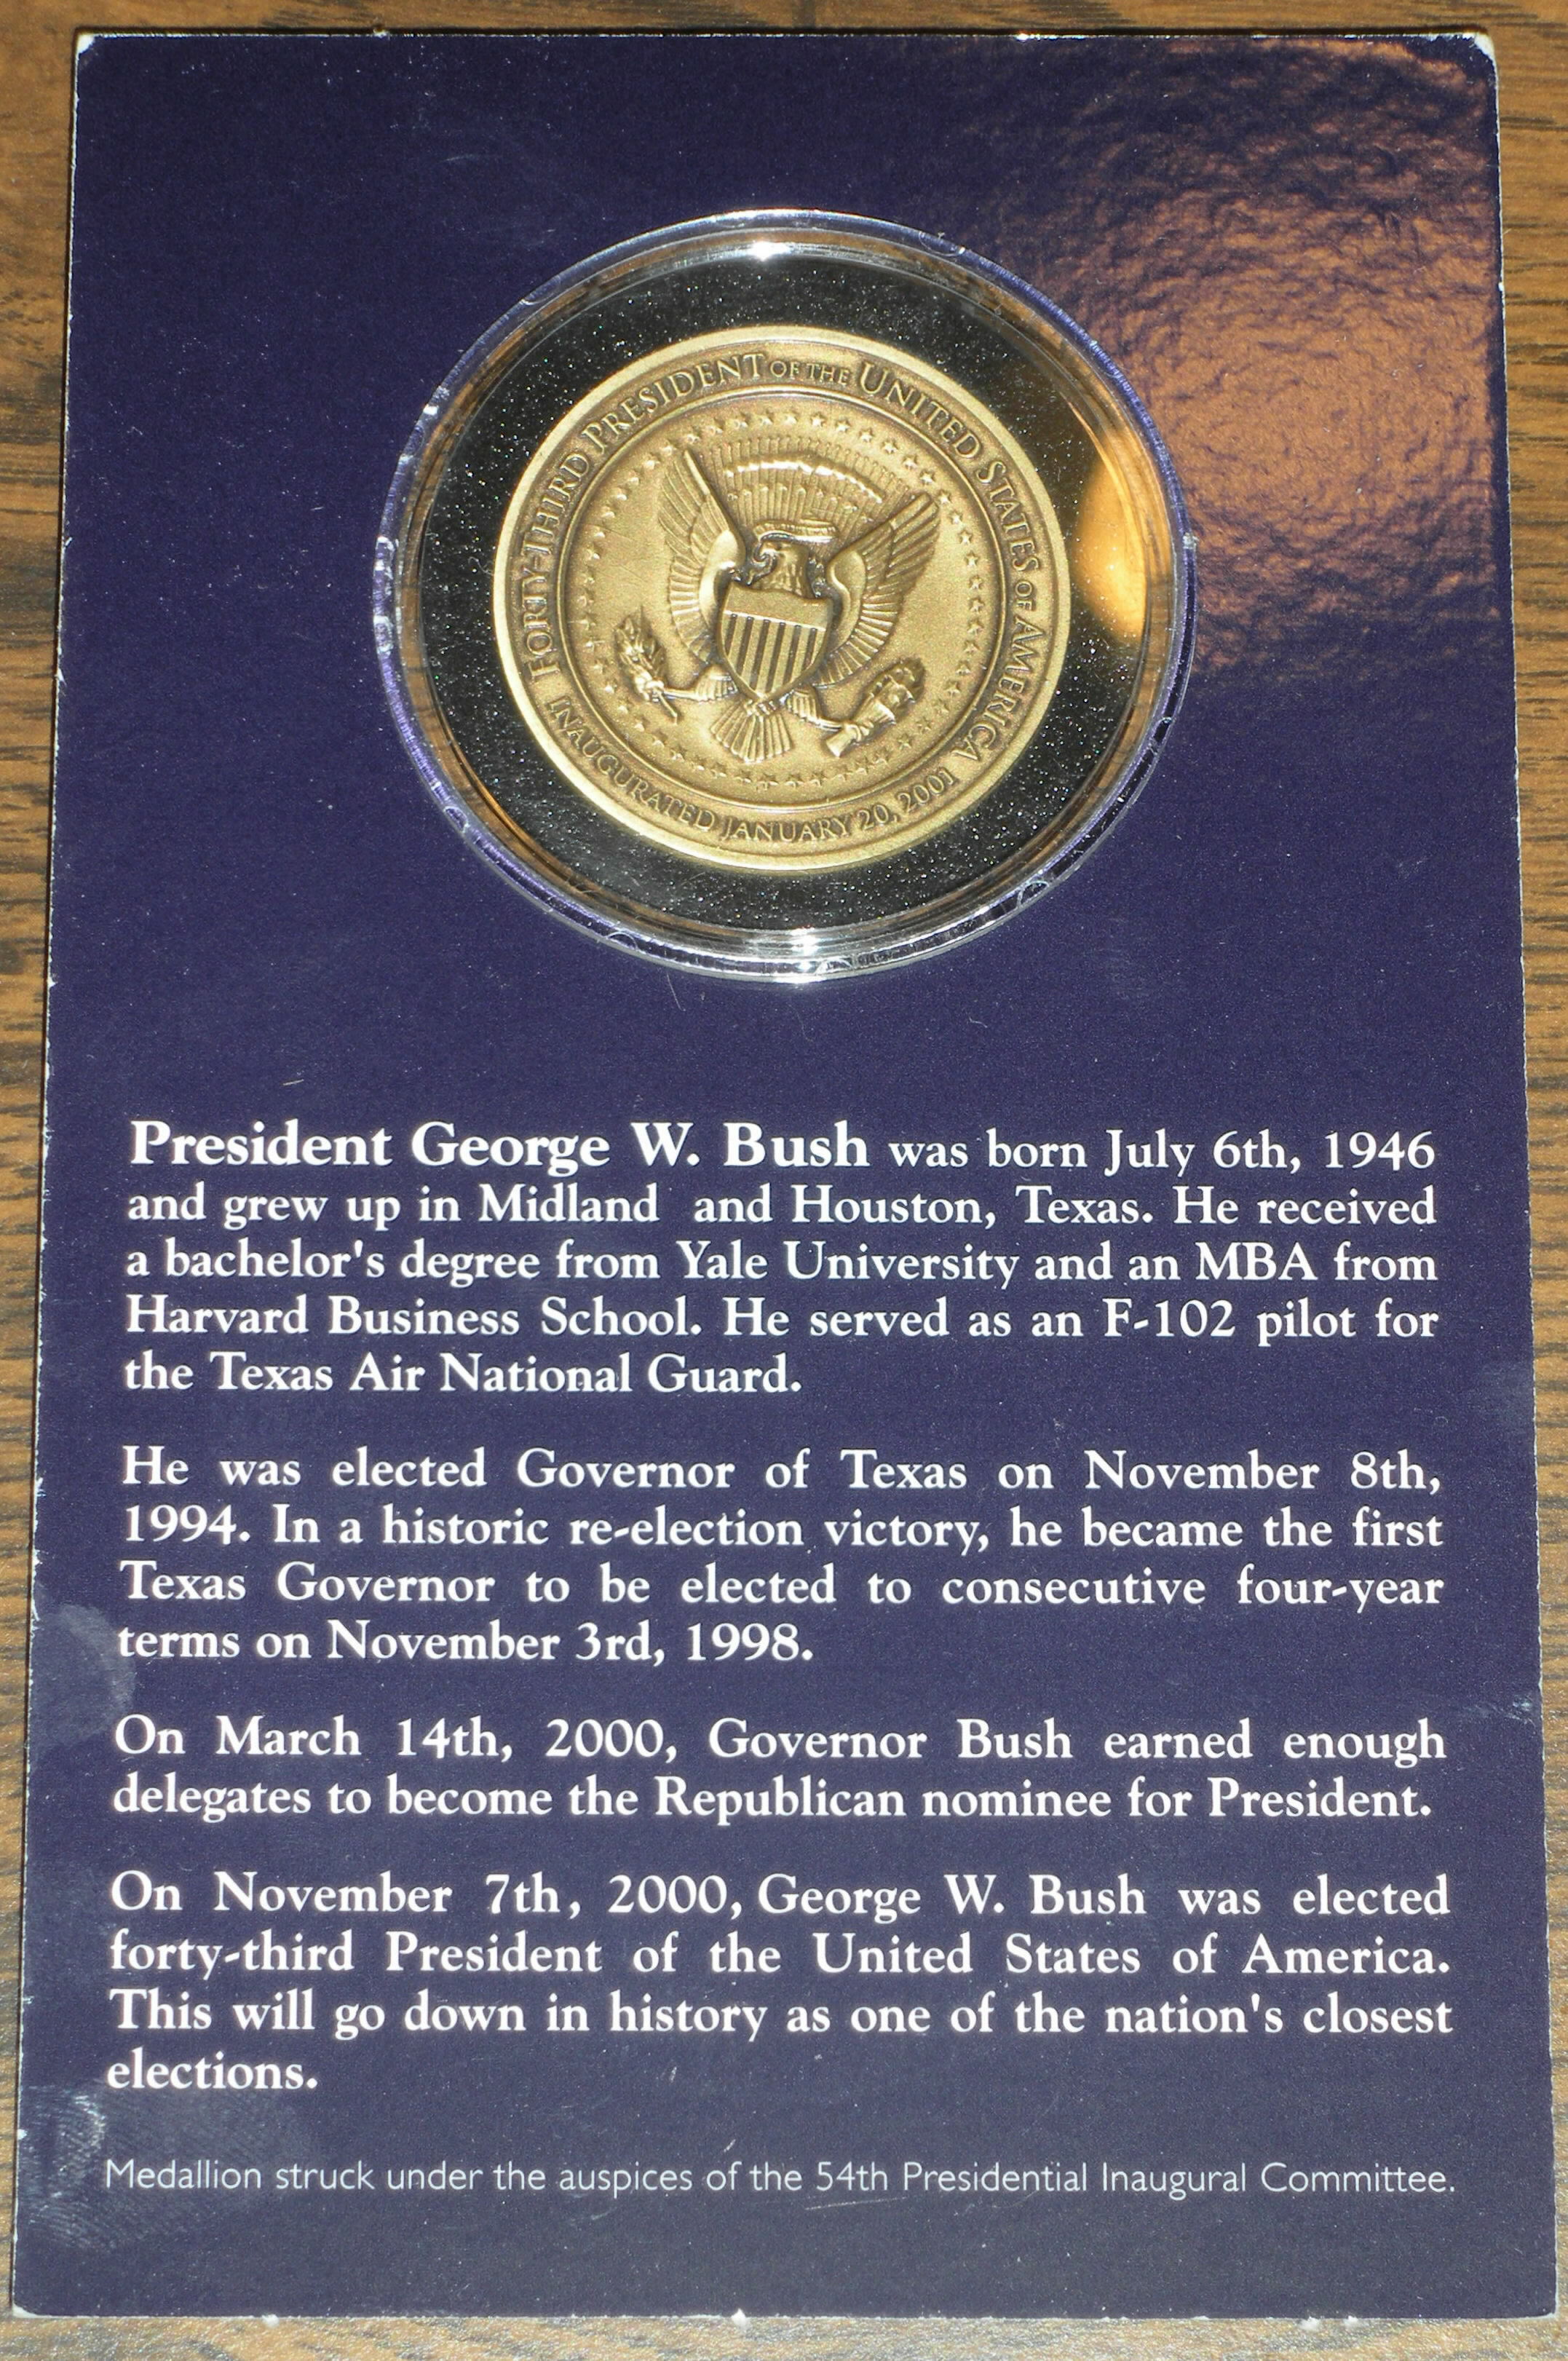 FORTY-THIRD PRESIDENT OF THE UNITED STATES OF AMERICA
INAUGURATED JANUARY 20, 2001
President George W. Bush was born July 6th, 1946
and grew up in Midland and Houston, Texas. He received
a bachelor's degree from Yale University and an MBA from
Harvard Business School. He served as an F-102 pilot for
the Texas Air National Guard.
He was elected Governor of Texas on November 8th,
1994. In a historic re-election victory, he became the first
Texas Governor to be elected to consecutive four-year
terms on November 3rd, 1998.
On March 14th, 2000, Governor Bush earned enough
delegates to become the Republican nominee for President.
On November 7th, 2000, George W. Bush was elected
forty-third President of the United States of America.
This will go down in history as one of the nation's closest
elections.
Medallion struck under the auspices of the 54th Presidential Inaugural Committee.